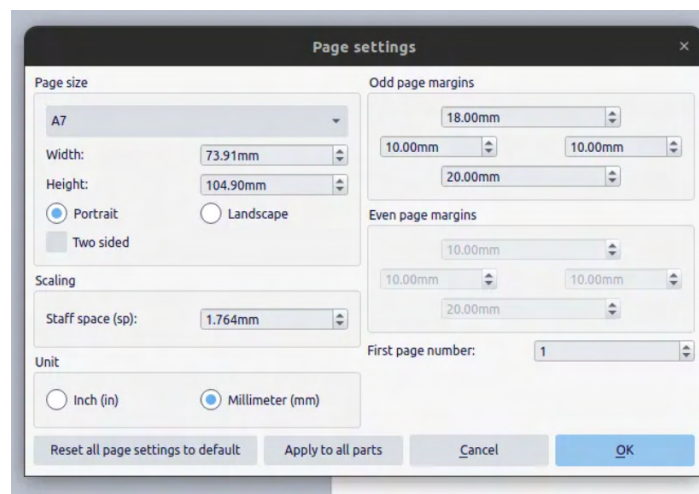 Page settings
Page size
A7
Width: 73.91mm
Height: 104.90mm
Portrait Landscape
Two sided
Scaling
Staff space (sp): 1.764mm
Unit
Inch (in) Millimeter (mm)
Odd page margins
18.00mm
10.00mm 10.00mm
20.00mm
Even page margins
10.00mm
10.00mm 10.00mm
20.00mm
First page number: 1
Reset all page settings to default Apply to all parts Cancel OK